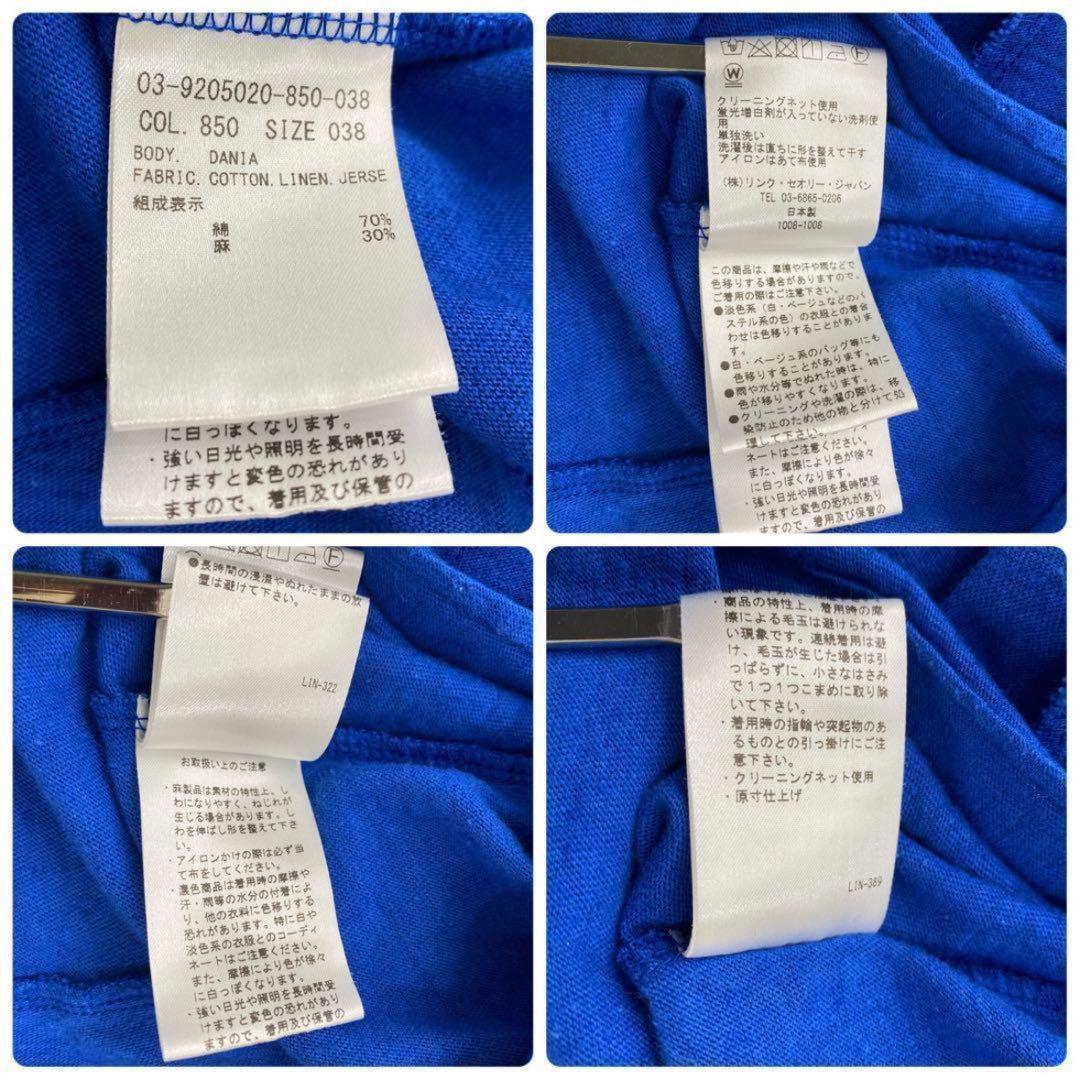 03-9205020-850-038
COL. 850 SIZE 038
BODY. DANIA
FABRIC. COTTON. LINEN. JERSE
組成表示
綿 70%
麻 30%
に白っぽくなります。
・強い日光や照明を長時間受
けますと変色の恐れがあり
ますので、着用及び保管の
W
クリーニングネット使用
蛍光増白剤が入っていない洗剤使
用
単独洗い
洗濯後は直ちに形を整えて干す
アイロンはあて布使用
(株)リンク・セオリー・ジャパン
TEL 03-6865-0206
日本製
1008-1008
この商品は、摩擦や汗や雨などで
色移りする場合がありますので、
ご着用の際はご注意下さい。
●淡色系(白・ベージュなどのパ
ステル系の色)の衣服との着合
わせは色移りすることがありま
す。
●白・ベージュ系のバッグ等にも
色移りすることがあります。
●雨や水分等でぬれた時は、特に
色が移りやすくなります。
●クリーニングや洗濯の際は、移
染防止のため他の物と分けて処
理して下さい。
ネートはご注意ください。
また、摩擦により色が徐々
に白っぽくなります。
・強い日光や照明を長時間受
けますと変色の恐れがあり
ますので、着用及び保管の
F
●長時間の浸漬やぬれたままの放
置は避けて下さい。
LIN-322
お取扱い上のご注意
・麻製品は素材の特性上、し
わになりやすく、ねじれが
生じる場合があります。し
わを伸ばし形を整えて下さ
い。
・アイロンかけの際は必ず当
て布をしてください。
・濃色商品は着用時の摩擦や
汗・雨等の水分の付着によ
り、他の衣料に色移りする
恐れがあります。特に白や
淡色系の衣服とのコーディ
ネートはご注意ください。
また、摩擦により色が徐々
に白っぽくなります。
・強い日光や照明を長時間受
けますと変色の恐れがあり
ますので、着用及び保管の
・商品の特性上、着用時の摩
擦による毛玉は避けられな
い現象です。連続着用は避
け、毛玉が生じた場合は引
っぱらずに、小さなはさみ
で1つ1つこまめに取り除
いて下さい。
・着用時の指輪や突起物のあ
るものとの引っ掛けにご注
意下さい。
・クリーニングネット使用
・原寸仕上げ
LIN-389